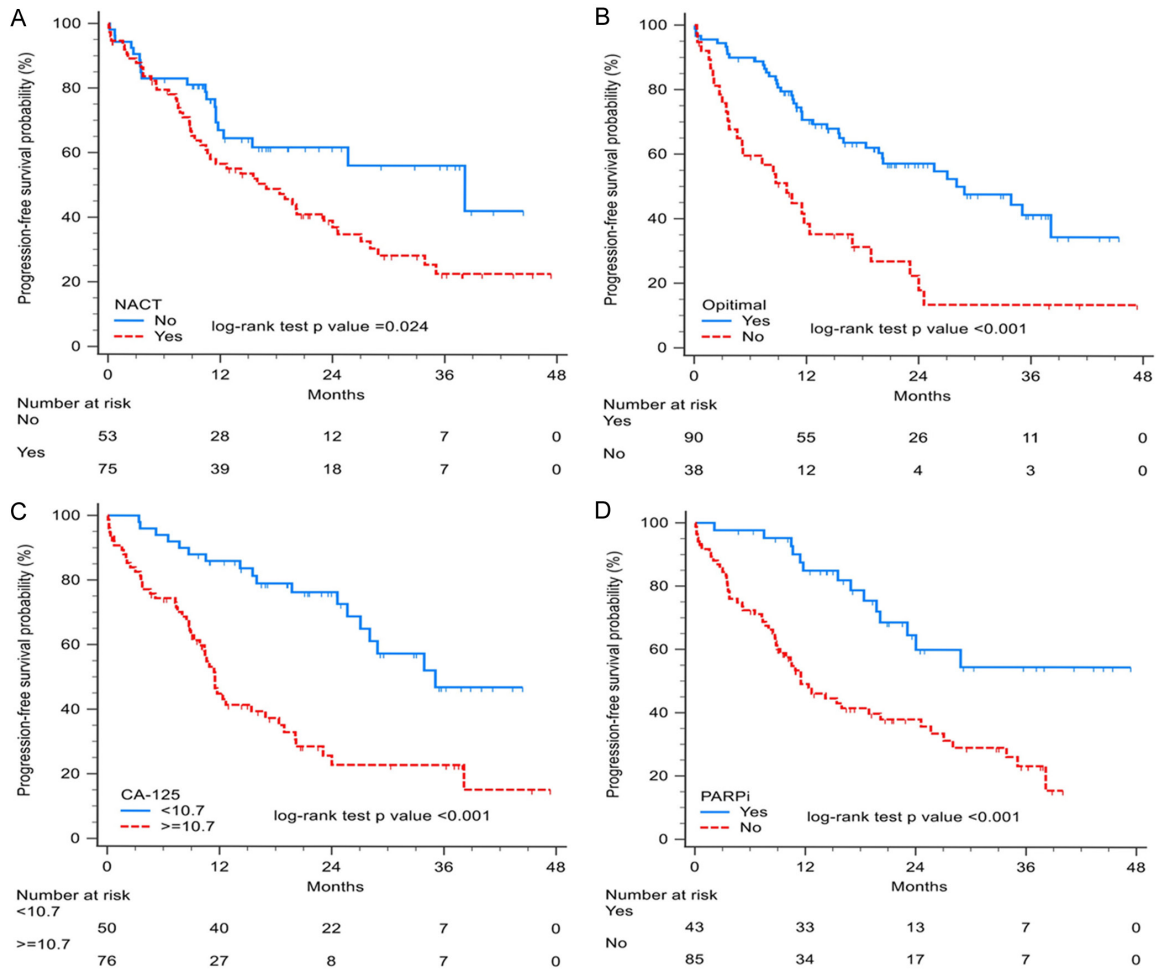 A
Progression-free survival probability (%)
100
80
60
40
20
0
NACT
No
Yes
log-rank test p value =0.024
0 12 24 36 48
Months
Number at risk
No
53 28 12 7 0
Yes
75 39 18 7 0
B
Progression-free survival probability (%)
100
80
60
40
20
0
Opitimal
Yes
No
log-rank test p value <0.001
0 12 24 36 48
Months
Number at risk
Yes
90 55 26 11 0
No
38 12 4 3 0
C
Progression-free survival probability (%)
100
80
60
40
20
0
CA-125
<10.7
>=10.7
log-rank test p value <0.001
0 12 24 36 48
Months
Number at risk
<10.7
50 40 22 7 0
>=10.7
76 27 8 7 0
D
Progression-free survival probability (%)
100
80
60
40
20
0
PARPi
Yes
No
log-rank test p value <0.001
0 12 24 36 48
Months
Number at risk
Yes
43 33 13 7 0
No
85 34 17 7 0